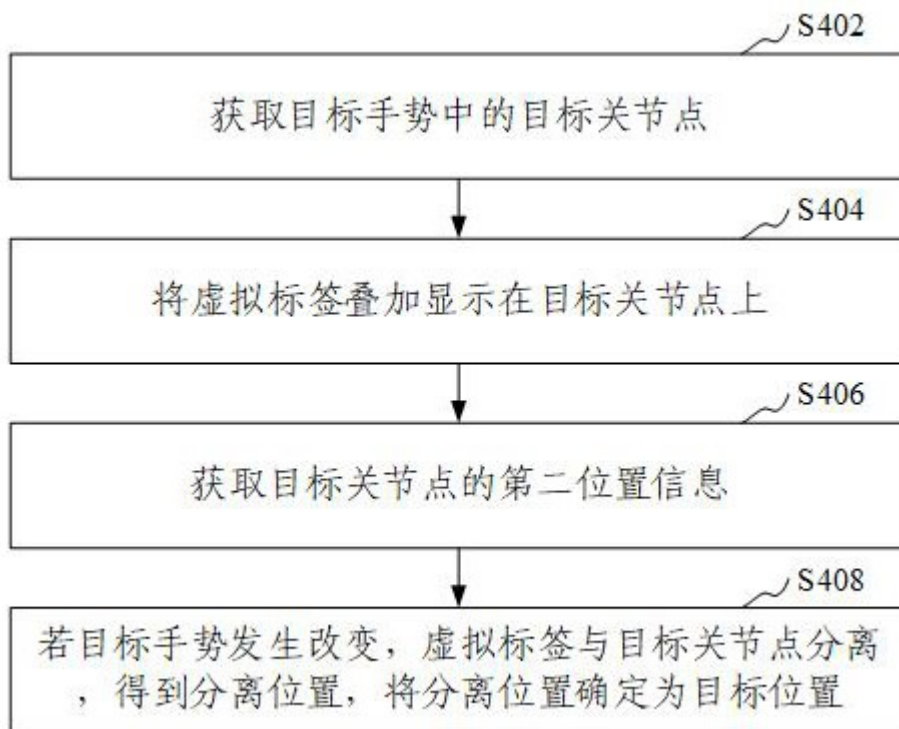 S402
获取目标手势中的目标关节点
S404
将虚拟标签叠加显示在目标关节点上
S406
获取目标关节点的第二位置信息
S408
若目标手势发生改变，虚拟标签与目标关节点分离
，得到分离位置，将分离位置确定为目标位置